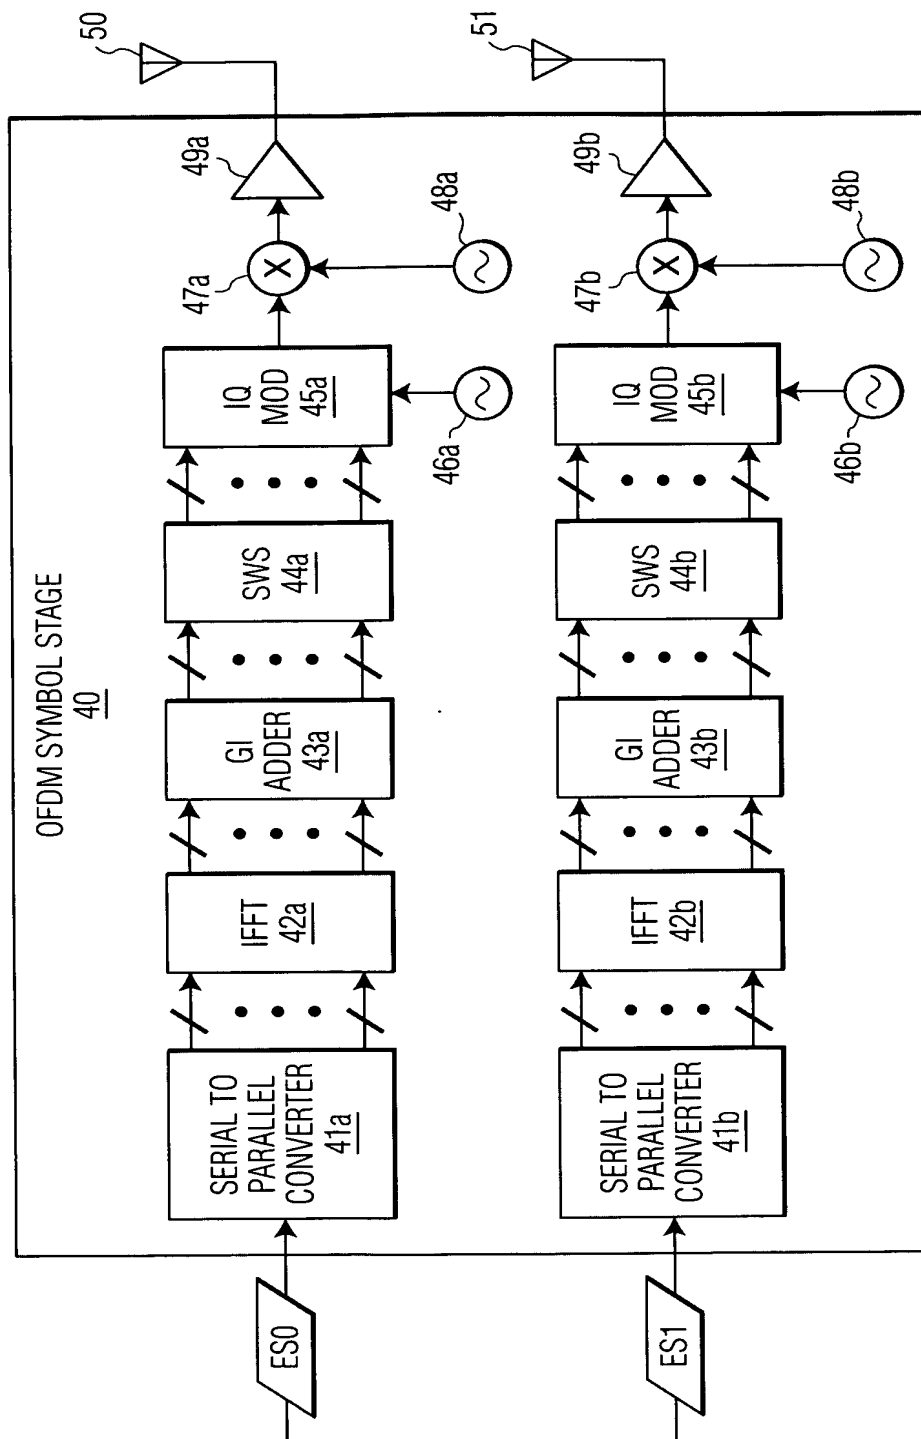 OFDM SYMBOL STAGE
40
ES0
SERIAL TO
PARALLEL
CONVERTER
41a
IFFT
42a
GI
ADDER
43a
SWS
44a
IQ
MOD
45a
46a
47a
X
48a
49a
50
ES1
SERIAL TO
PARALLEL
CONVERTER
41b
IFFT
42b
GI
ADDER
43b
SWS
44b
IQ
MOD
45b
46b
47b
X
48b
49b
51